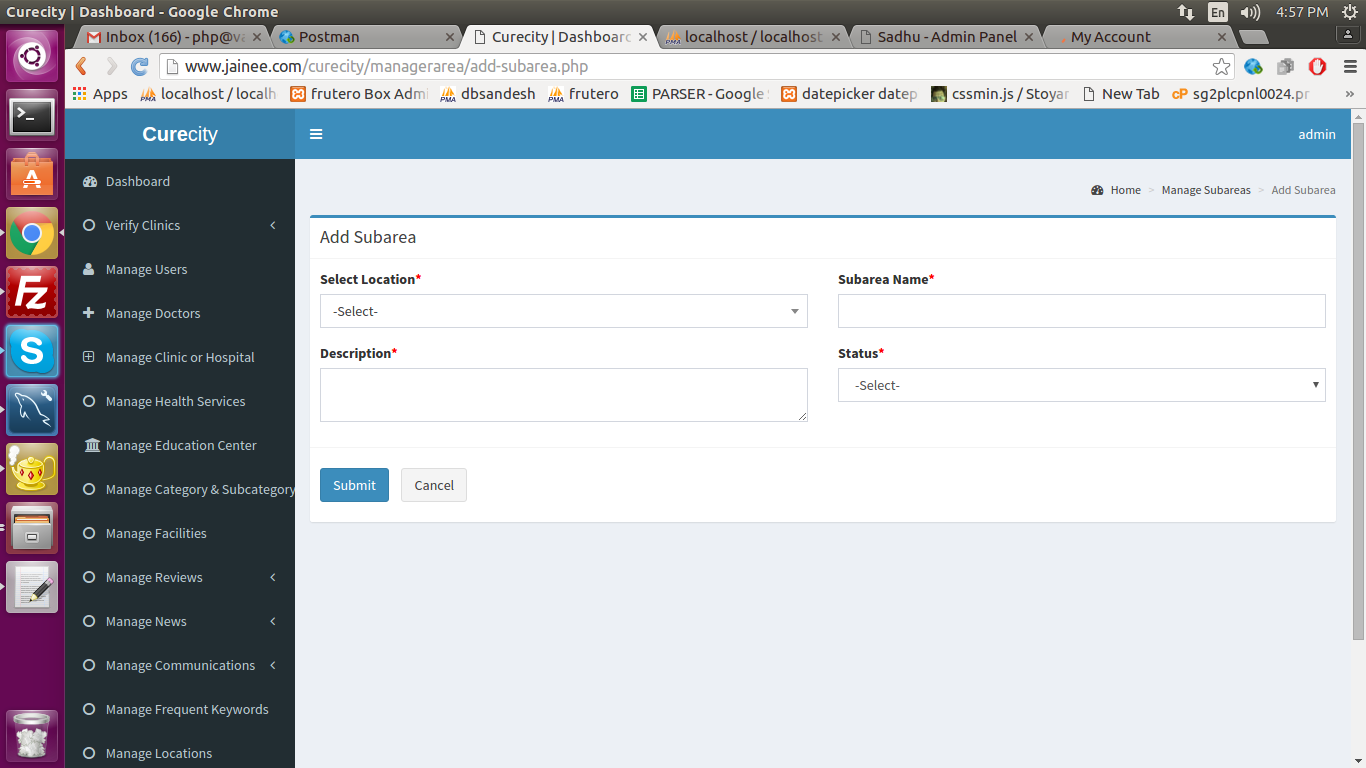 Curecity | Dashboard - Google Chrome
En
4:57 PM
Inbox (166) - php@v
Postman
Curecity | Dashboard
localhost / localhost
Sadhu - Admin Panel
My Account
www.jainee.com/curecity/managerarea/add-subarea.php
Apps
localhost / localh
frutero Box Admi
dbsandesh
frutero
PARSER - Google
datepicker datep
cssmin.js / Stoyar
New Tab
cP sg2plcpnl0024.pr
»
Curecity
admin
Dashboard
Verify Clinics
Manage Users
Manage Doctors
Manage Clinic or Hospital
Manage Health Services
Manage Education Center
Manage Category & Subcategory
Manage Facilities
Manage Reviews
Manage News
Manage Communications
Manage Frequent Keywords
Manage Locations
Home > Manage Subareas > Add Subarea
Add Subarea
Select Location*
-Select-
Subarea Name*
Description*
Status*
-Select-
Submit
Cancel